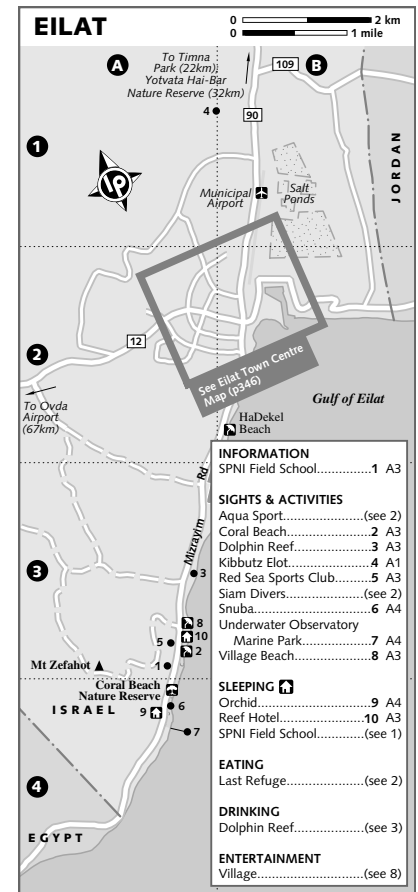 EILAT
0 2 km
0 1 mile
A
B
To Timna
Park (22km);
Yotvata Hai-Bar
Nature Reserve (32km)
109
4
90
1
JORDAN
Municipal
Airport
Salt
Ponds
12
2
See Eilat Town Centre
Map (p346)
To Ovda
Airport
(67km)
Gulf of Eilat
HaDekel
Beach
Mizrayim Rd
3
3
8
10
5
2
Mt Zefahot
1
Coral Beach
Nature Reserve
ISRAEL
6
9
7
4
EGYPT
INFORMATION
SPNI Field School..............1 A3
SIGHTS & ACTIVITIES
Aqua Sport.......................(see 2)
Coral Beach.......................2 A3
Dolphin Reef.....................3 A3
Kibbutz Elot......................4 A1
Red Sea Sports Club..........5 A3
Siam Divers......................(see 2)
Snuba...............................6 A4
Underwater Observatory
Marine Park..................7 A4
Village Beach....................8 A3
SLEEPING
Orchid..............................9 A4
Reef Hotel.......................10 A3
SPNI Field School............(see 1)
EATING
Last Refuge.....................(see 2)
DRINKING
Dolphin Reef...................(see 3)
ENTERTAINMENT
Village............................(see 8)